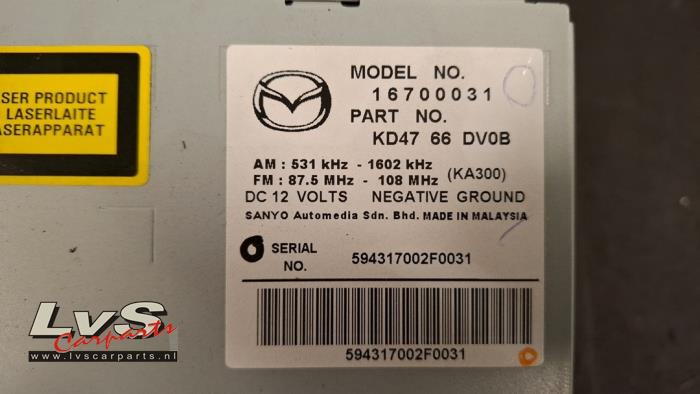 SER PRODUCT
LASERLAITE
ASERAPPARAT
MODEL NO.
16700031
PART NO.
KD47 66 DV0B
AM : 531 kHz - 1602 kHz
FM : 87.5 MHz - 108 MHz (KA300)
DC 12 VOLTS NEGATIVE GROUND
SANYO Automedia Sdn. Bhd. MADE IN MALAYSIA
SERIAL NO. 594317002F0031
594317002F0031
LvS
Carparts
www.lvscarparts.nl